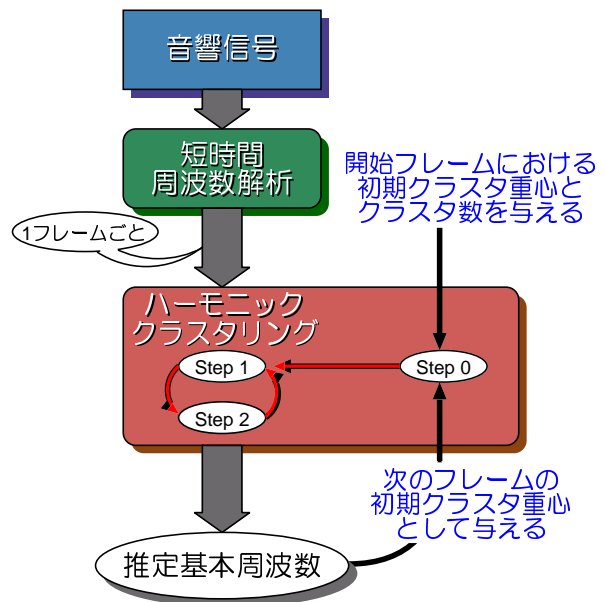 音響信号
短時間
周波数解析
1フレームごと
開始フレームにおける
初期クラスタ重心と
クラスタ数を与える
ハーモニック
クラスタリング
Step 1
Step 0
Step 2
次のフレームの
初期クラスタ重心
として与える
推定基本周波数